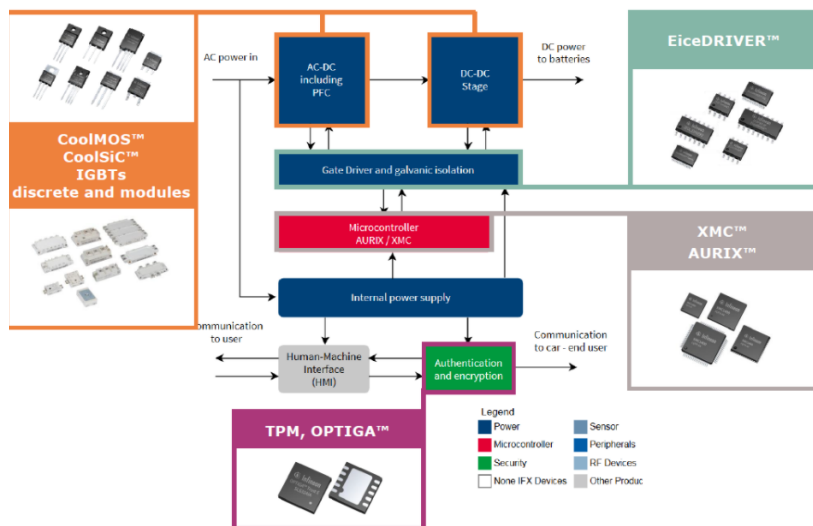 AC power in
AC-DC
including
PFC
DC-DC
Stage
DC power
to batteries
EiceDRIVER™
CoolMOS™
CoolSiC™
IGBTs
discrete and modules
Gate Driver and galvanic isolation
Microcontroller
AURIX / XMC
XMC™
AURIX™
Internal power supply
ommunication
to user
Human-Machine
Interface
(HMI)
Authentication
and encryption
Communication
to car - end user
TPM, OPTIGA™
Legend
Power
Sensor
Microcontroller
Peripherals
Security
RF Devices
None IFX Devices
Other Produc